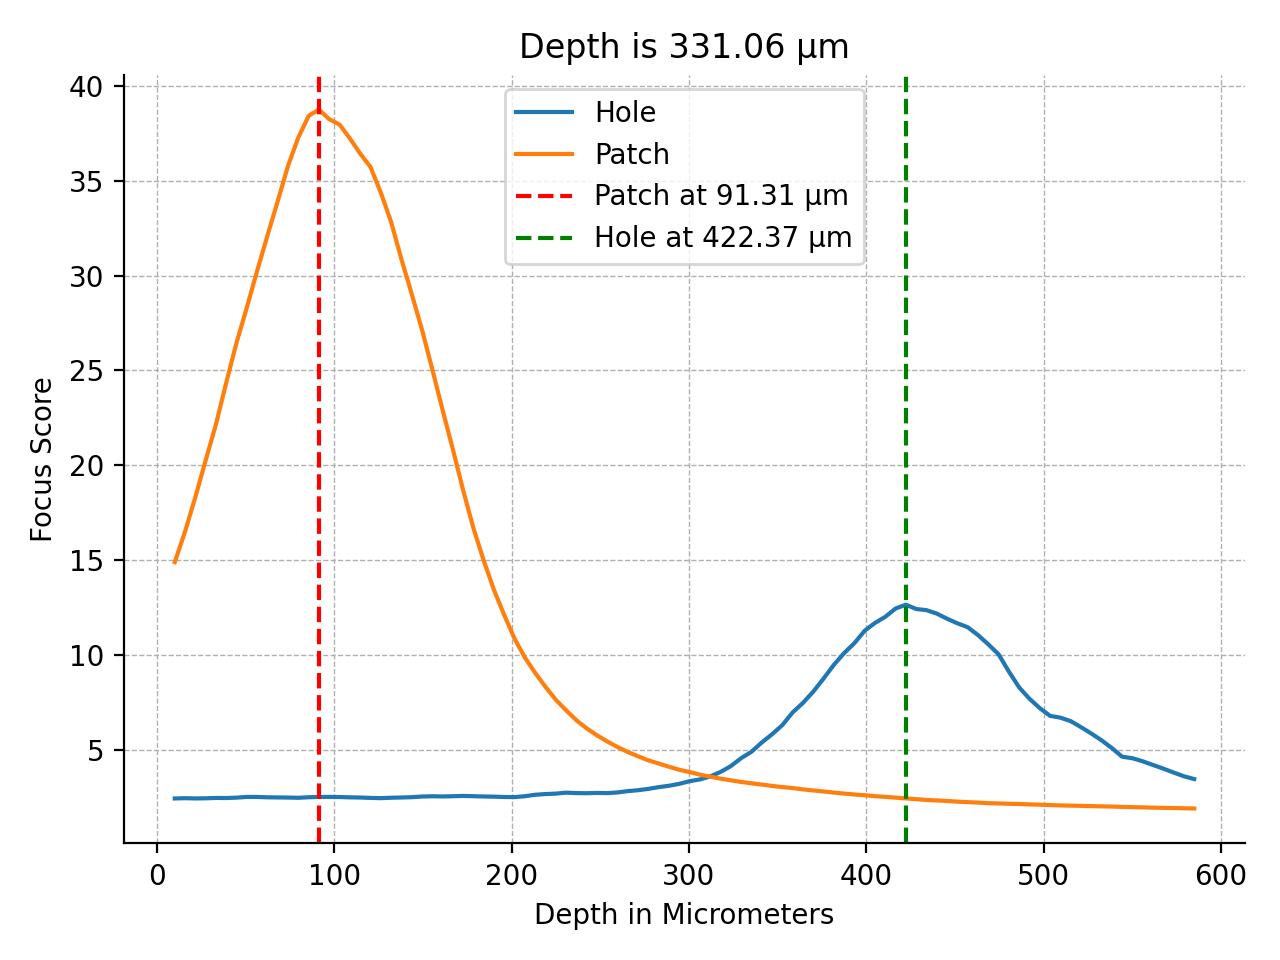 Depth is 331.06 µm
40
35
30
25
20
15
10
5
Focus Score
Hole
Patch
Patch at 91.31 µm
Hole at 422.37 µm
0 100 200 300 400 500 600
Depth in Micrometers